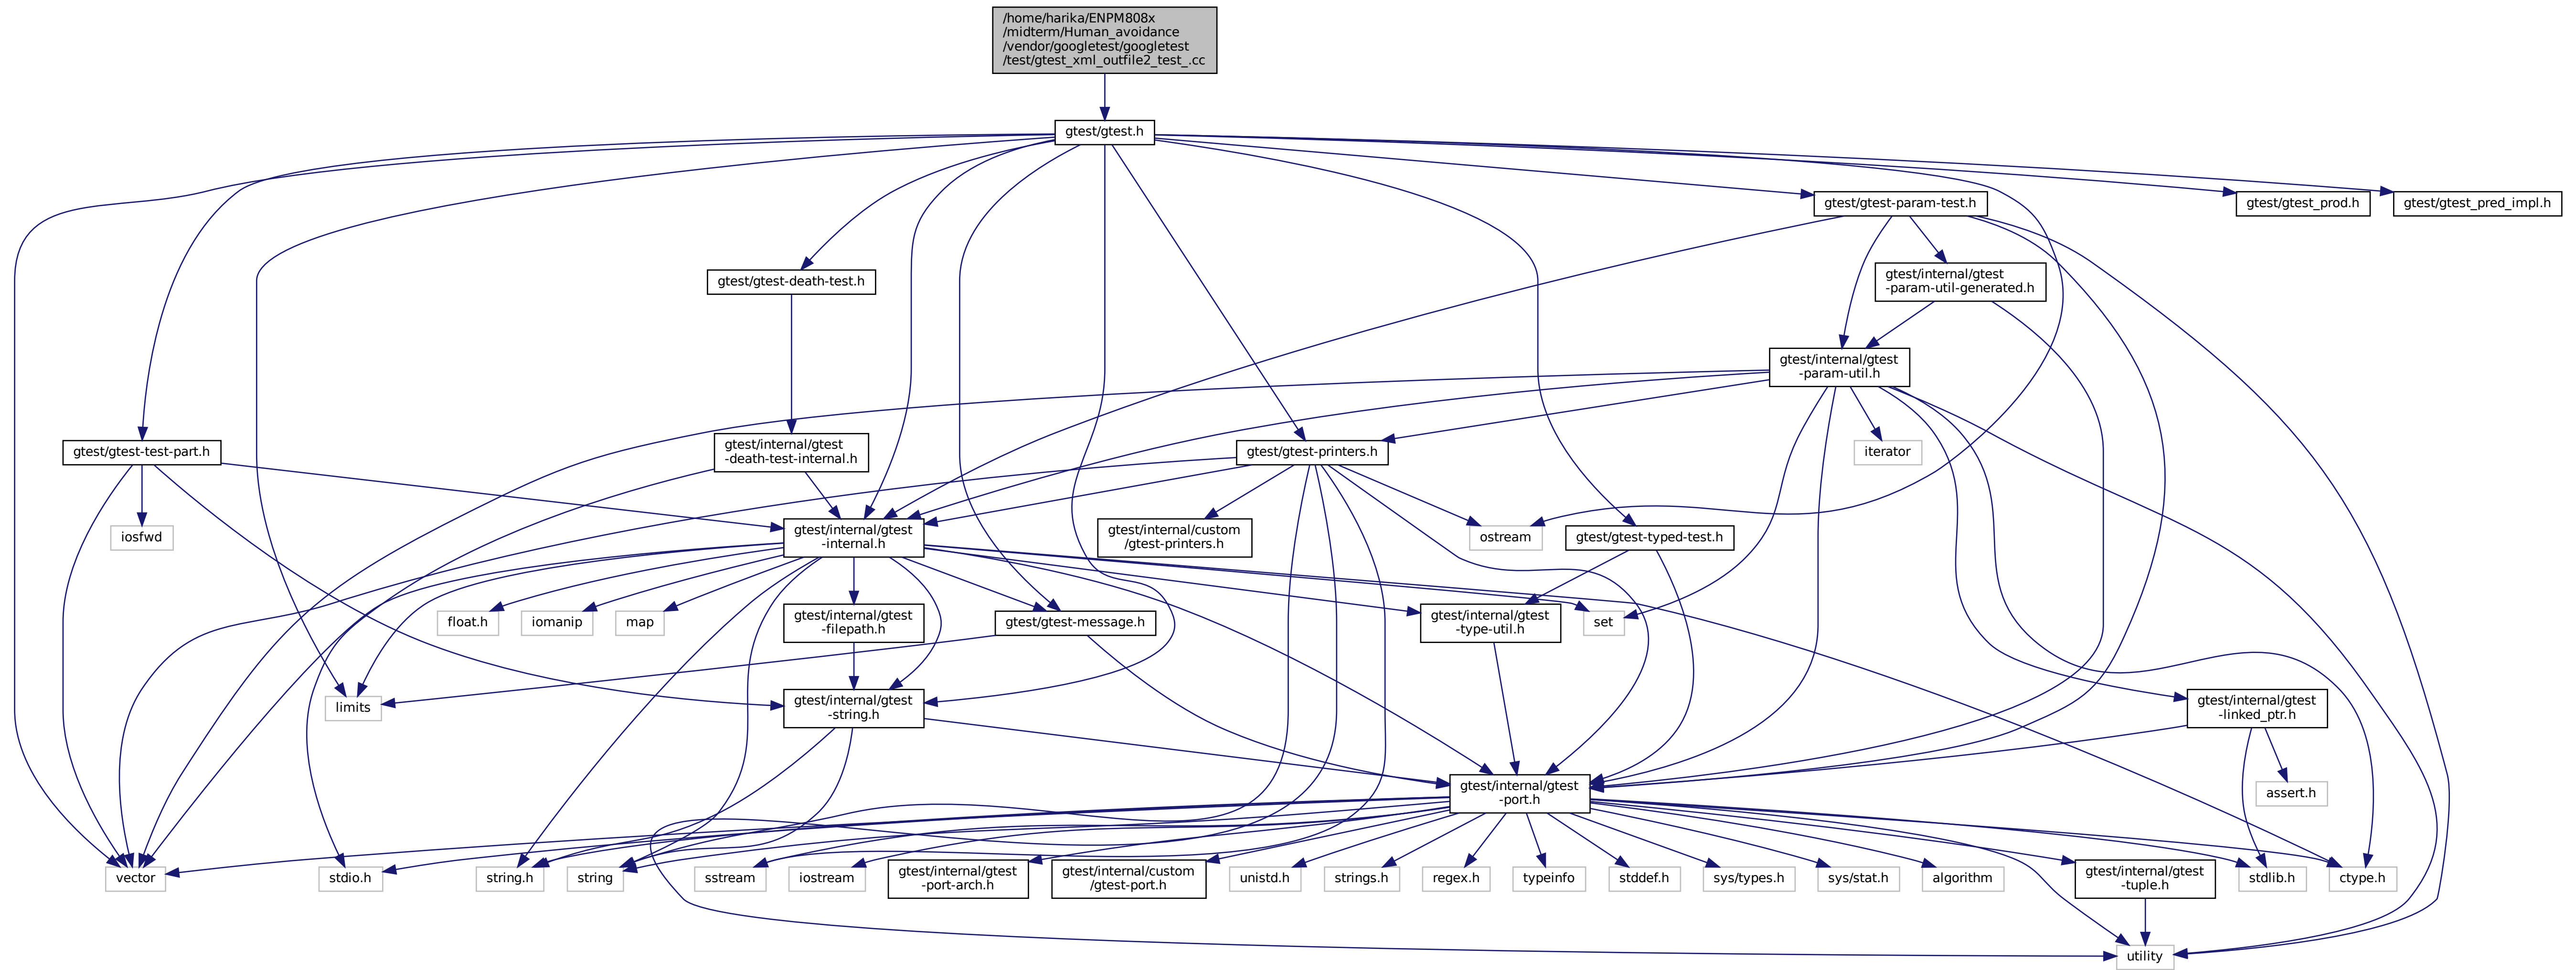 /home/harika/ENPM808x
/midterm/Human_avoidance
/vendor/googletest/googletest
/test/gtest_xml_outfile2_test_.cc
gtest/gtest.h
gtest/gtest-param-test.h
gtest/gtest_prod.h
gtest/gtest_pred_impl.h
gtest/gtest-death-test.h
gtest/internal/gtest
-param-util-generated.h
gtest/internal/gtest
-param-util.h
gtest/gtest-test-part.h
gtest/internal/gtest
-death-test-internal.h
gtest/gtest-printers.h
iterator
iosfwd
gtest/internal/gtest
-internal.h
gtest/internal/custom
/gtest-printers.h
ostream
gtest/gtest-typed-test.h
float.h
iomanip
map
gtest/internal/gtest
-filepath.h
gtest/gtest-message.h
gtest/internal/gtest
-type-util.h
set
limits
gtest/internal/gtest
-string.h
gtest/internal/gtest
-linked_ptr.h
gtest/internal/gtest
-port.h
assert.h
vector
stdio.h
string.h
string
sstream
iostream
gtest/internal/gtest
-port-arch.h
gtest/internal/custom
/gtest-port.h
unistd.h
strings.h
regex.h
typeinfo
stddef.h
sys/types.h
sys/stat.h
algorithm
gtest/internal/gtest
-tuple.h
stdlib.h
ctype.h
utility